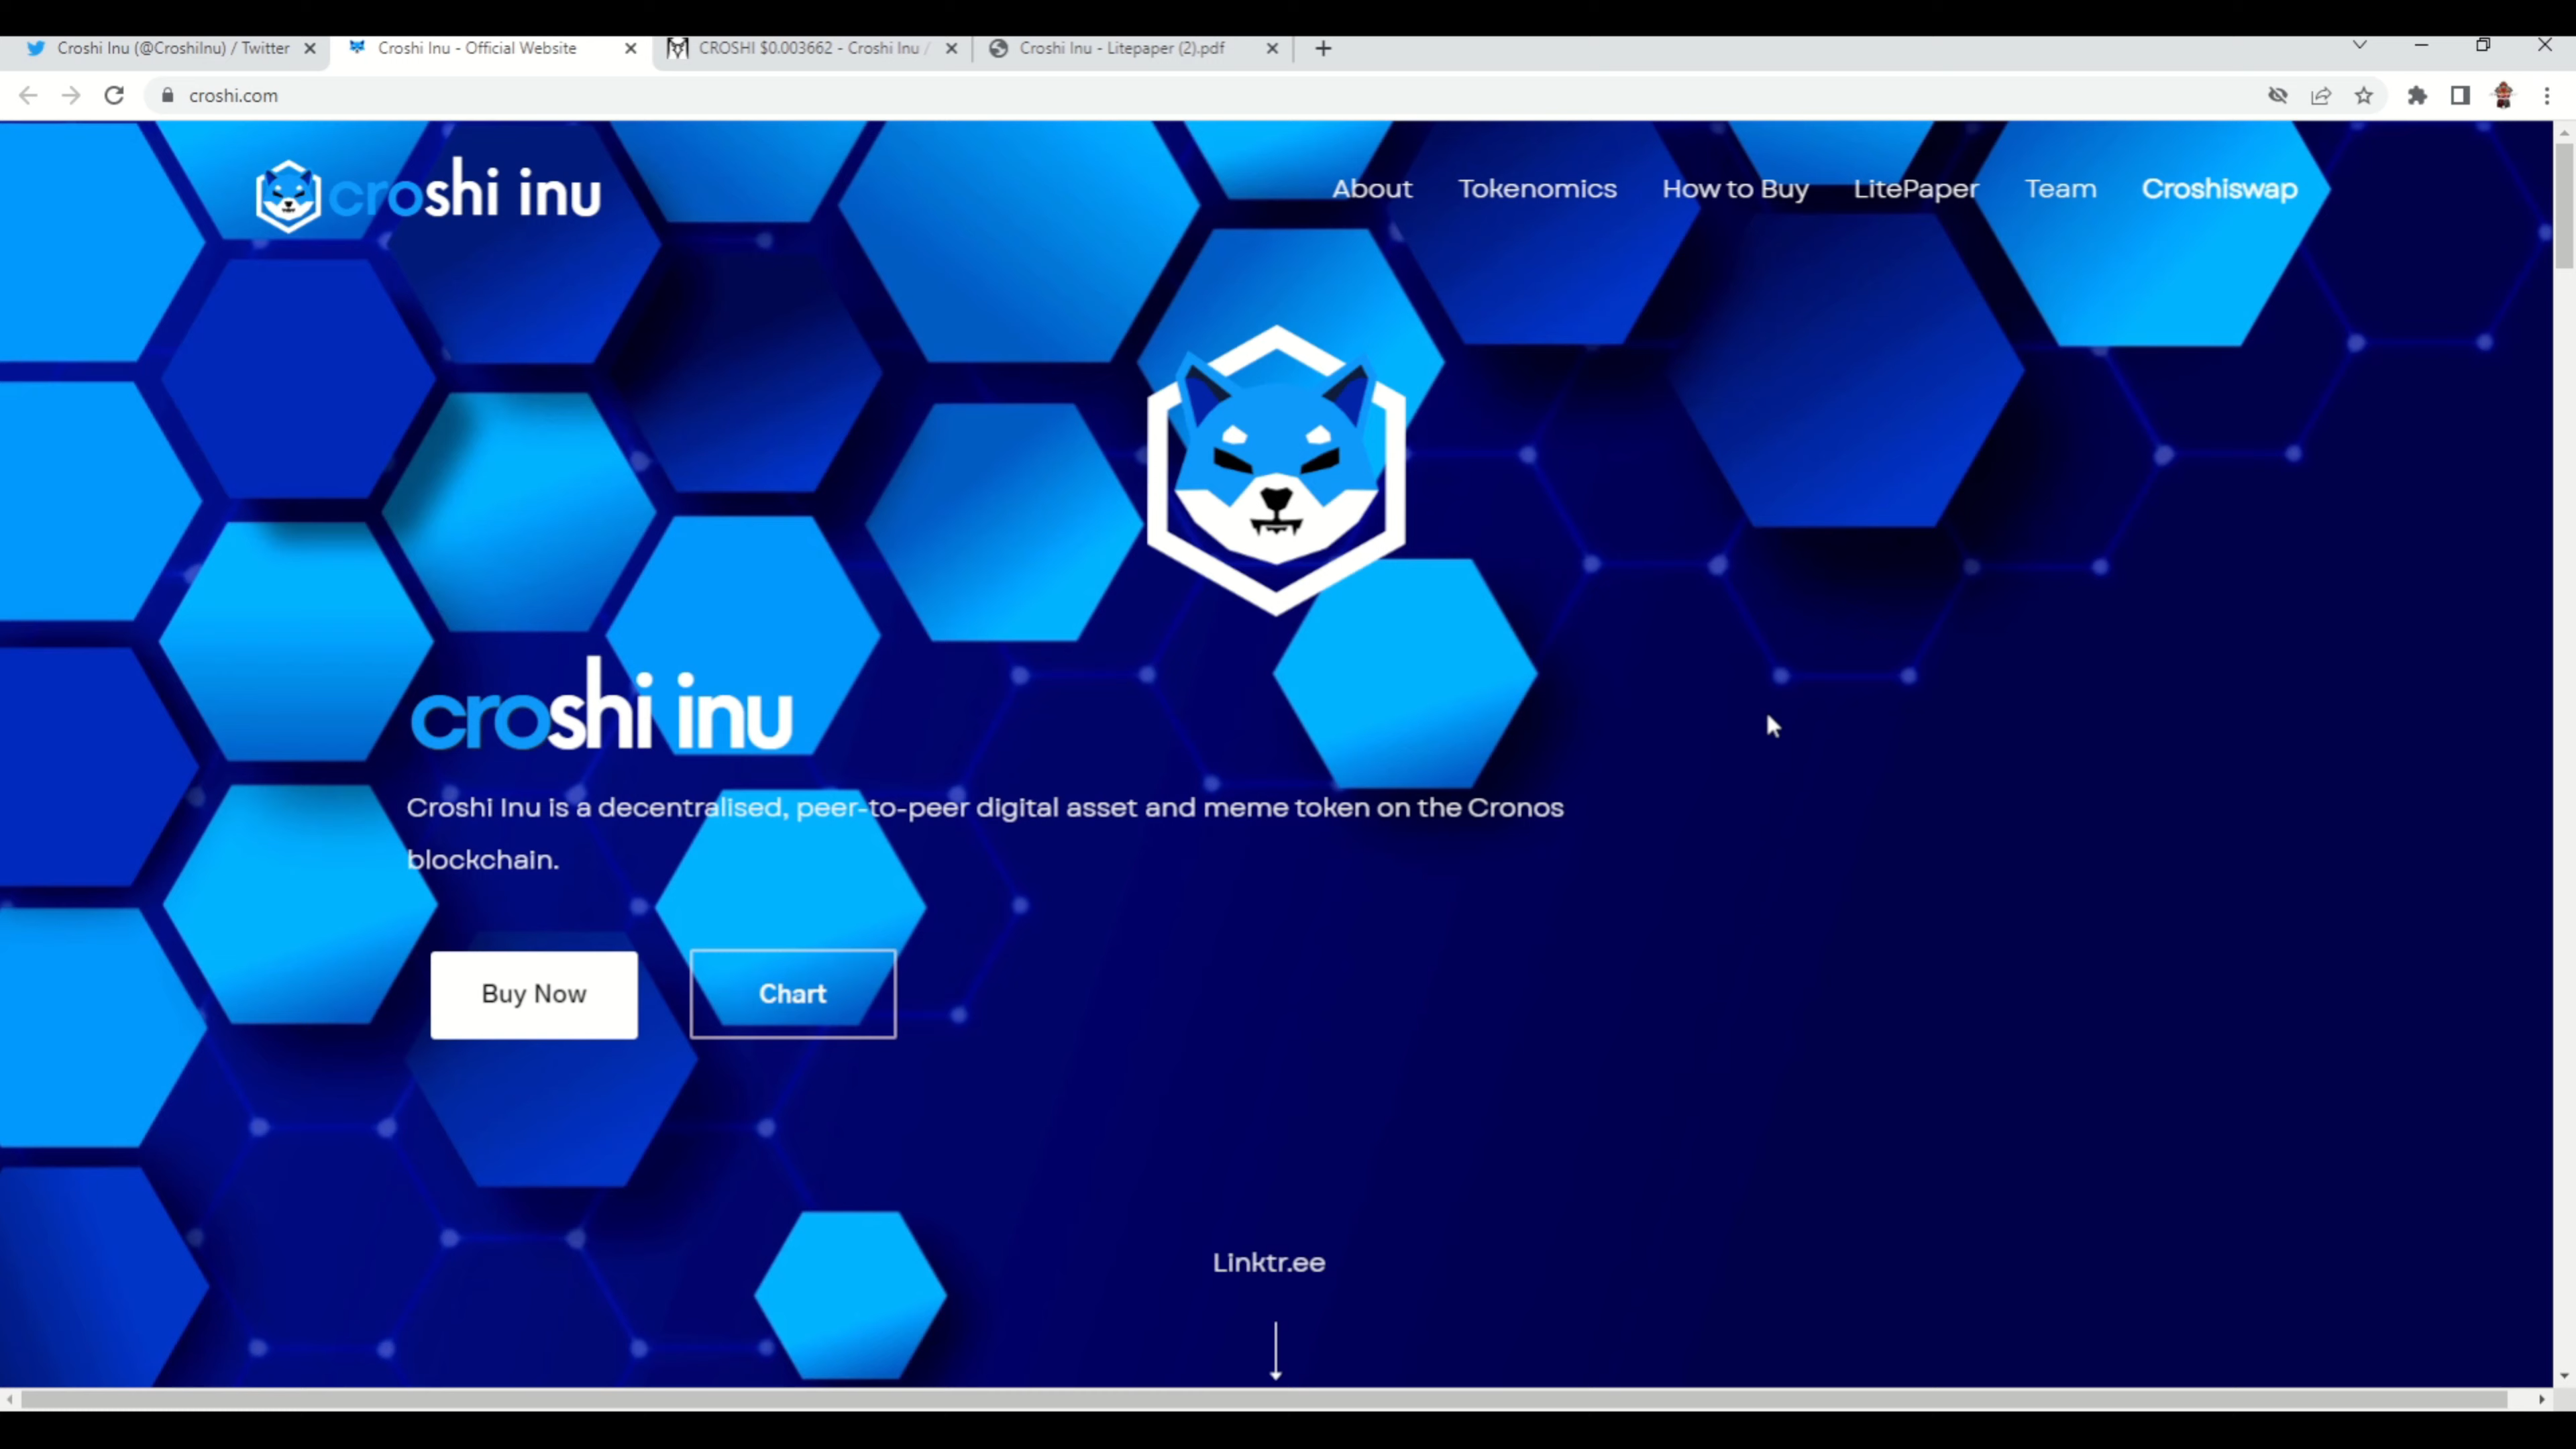 Croshi Inu (@CroshiInu) / Twitter
Croshi Inu - Official Website
CROSHI $0.003662 - Croshi Inu /
Croshi Inu - Litepaper (2).pdf
croshi.com
croshi inu
About
Tokenomics
How to Buy
LitePaper
Team
Croshiswap
croshi inu
Croshi Inu is a decentralised, peer-to-peer digital asset and meme token on the Cronos
blockchain.
Buy Now
Chart
Linktr.ee